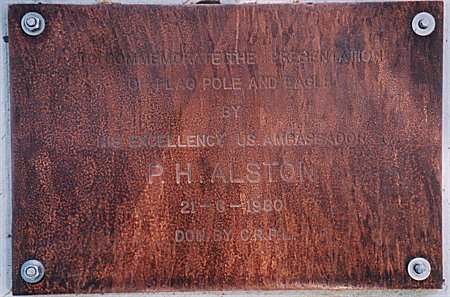 TO COMMEMORATE THE PRESENTATION
OF FLAG POLE AND EAGLE
BY
HIS EXCELLENCY US. AMBASSADOR
P. H. ALSTON
21-6-1980
DON. BY C.R.P.L.